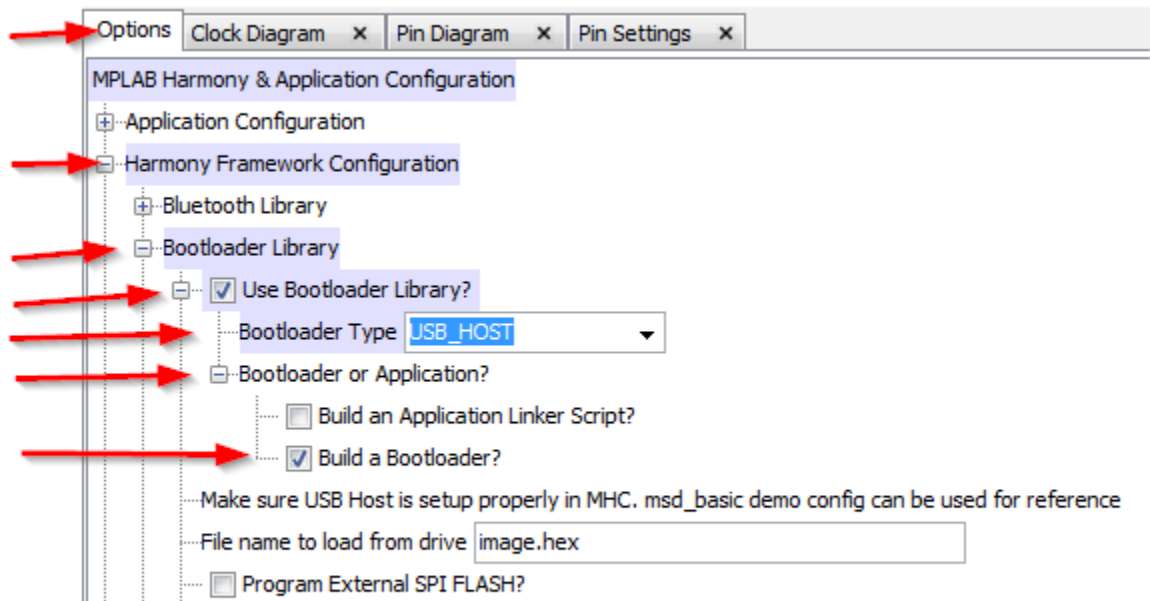 Options Clock Diagram x Pin Diagram x Pin Settings x
MPLAB Harmony & Application Configuration
Application Configuration
Harmony Framework Configuration
Bluetooth Library
Bootloader Library
Use Bootloader Library?
Bootloader Type USB_HOST
Bootloader or Application?
Build an Application Linker Script?
Build a Bootloader?
Make sure USB Host is setup properly in MHC. msd_basic demo config can be used for reference
File name to load from drive image.hex
Program External SPI FLASH?